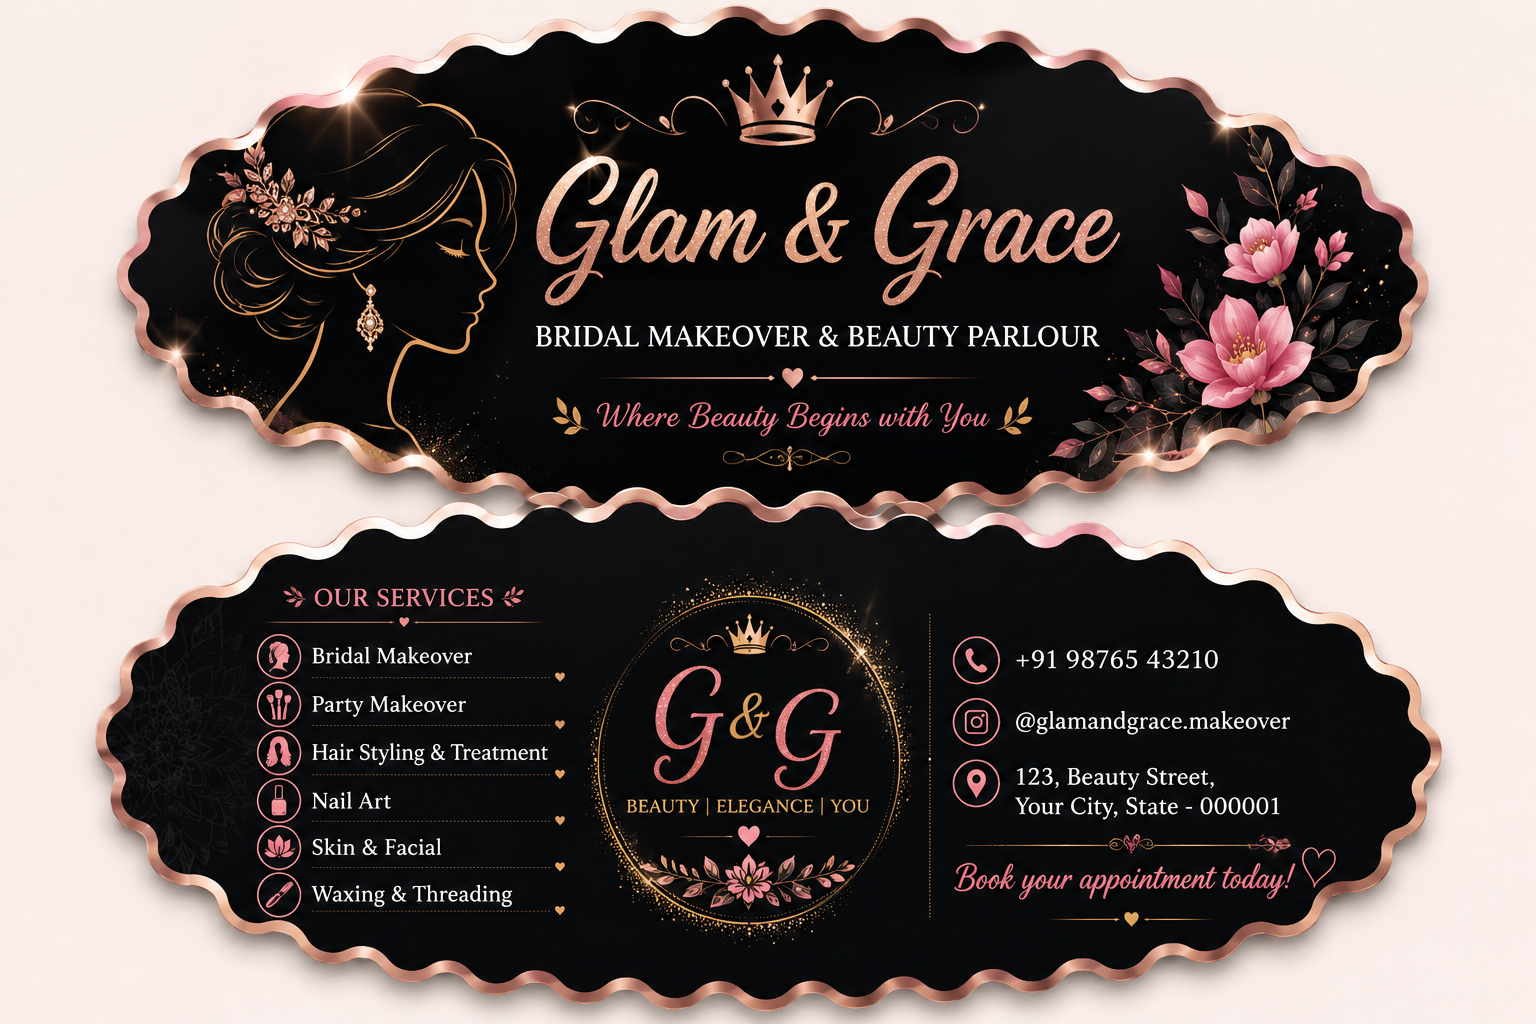 Glam & Grace
BRIDAL MAKEOVER & BEAUTY PARLOUR
Where Beauty Begins with You
OUR SERVICES
Bridal Makeover
Party Makeover
Hair Styling & Treatment
Nail Art
Skin & Facial
Waxing & Threading
G & G
BEAUTY | ELEGANCE | YOU
+91 98765 43210
@glamandgrace.makeover
123, Beauty Street,
Your City, State - 000001
Book your appointment today!